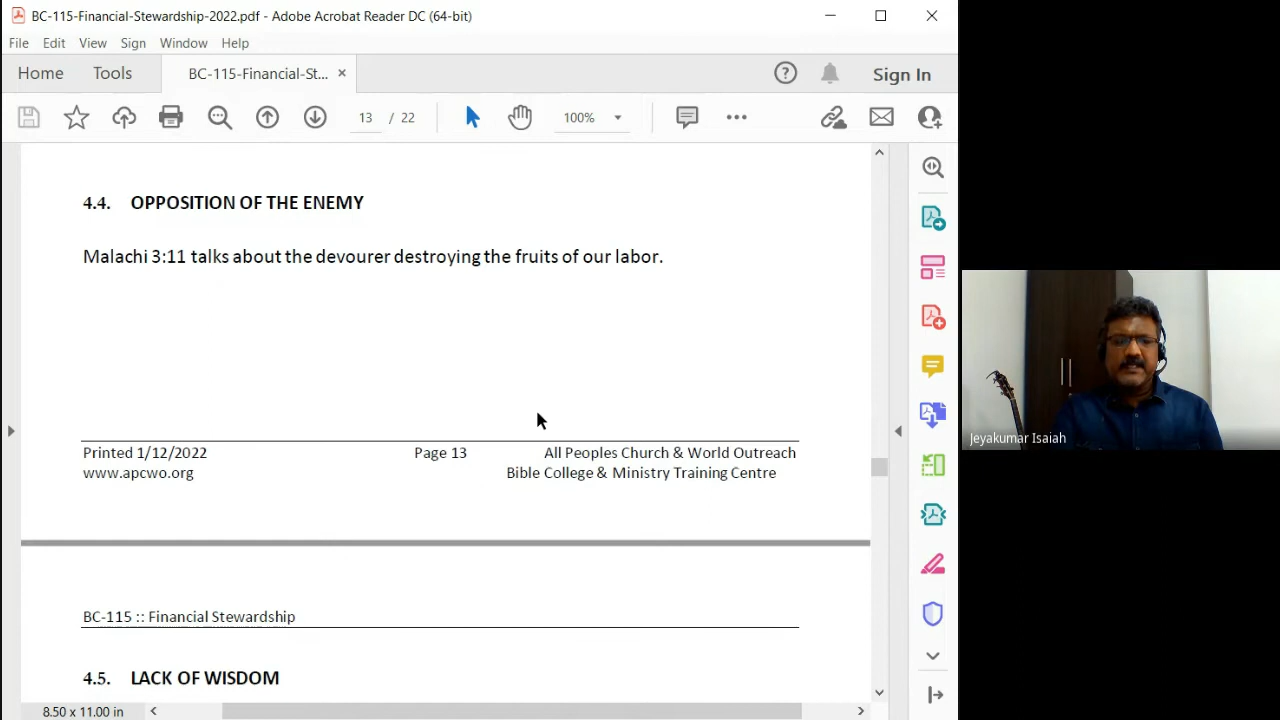 BC-115-Financial-Stewardship-2022.pdf - Adobe Acrobat Reader DC (64-bit)
File Edit View Sign Window Help
Home Tools BC-115-Financial-St... × Sign In
13 / 22 100%
4.4. OPPOSITION OF THE ENEMY
Malachi 3:11 talks about the devourer destroying the fruits of our labor.
Printed 1/12/2022 Page 13 All Peoples Church & World Outreach
www.apcwo.org Bible College & Ministry Training Centre
BC-115 :: Financial Stewardship
4.5. LACK OF WISDOM
8.50 x 11.00 in
Jeyakumar Isaiah